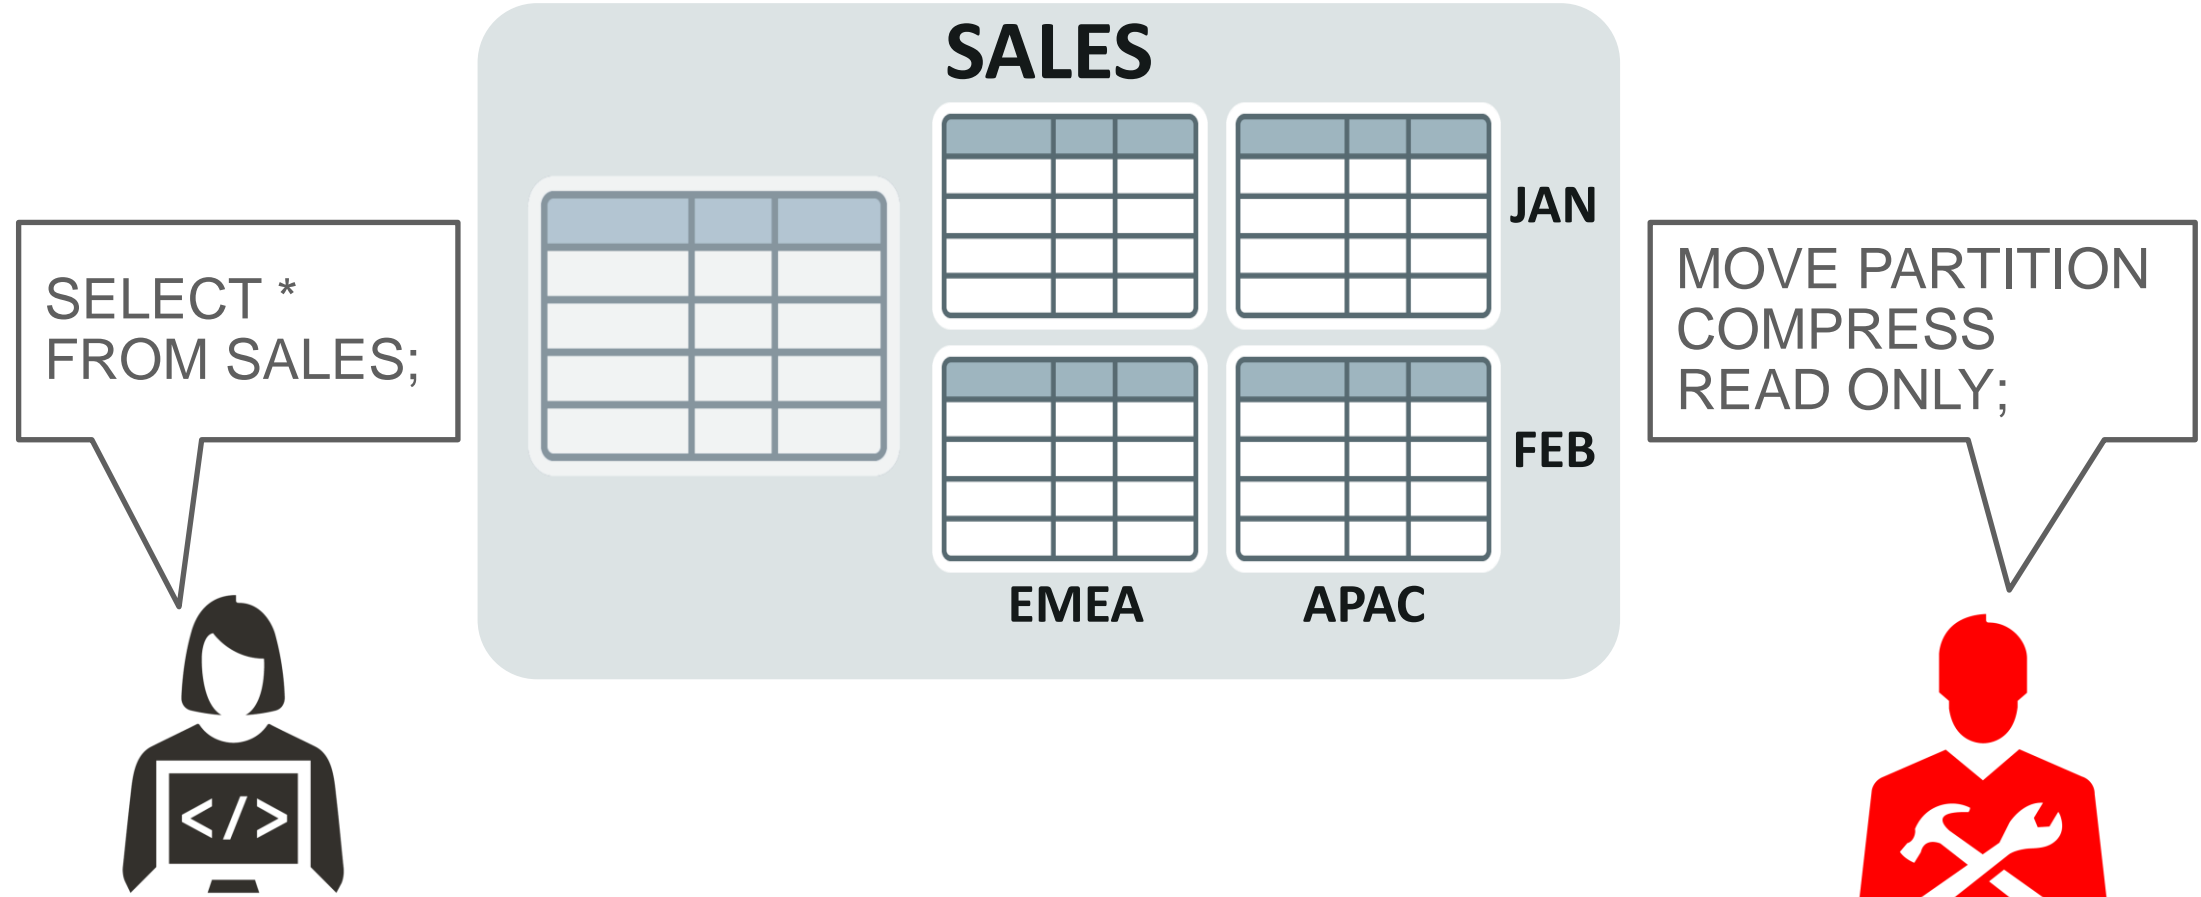 SALES
SELECT *
FROM SALES;
JAN
FEB
EMEA APAC
MOVE PARTITION
COMPRESS
READ ONLY;
</>